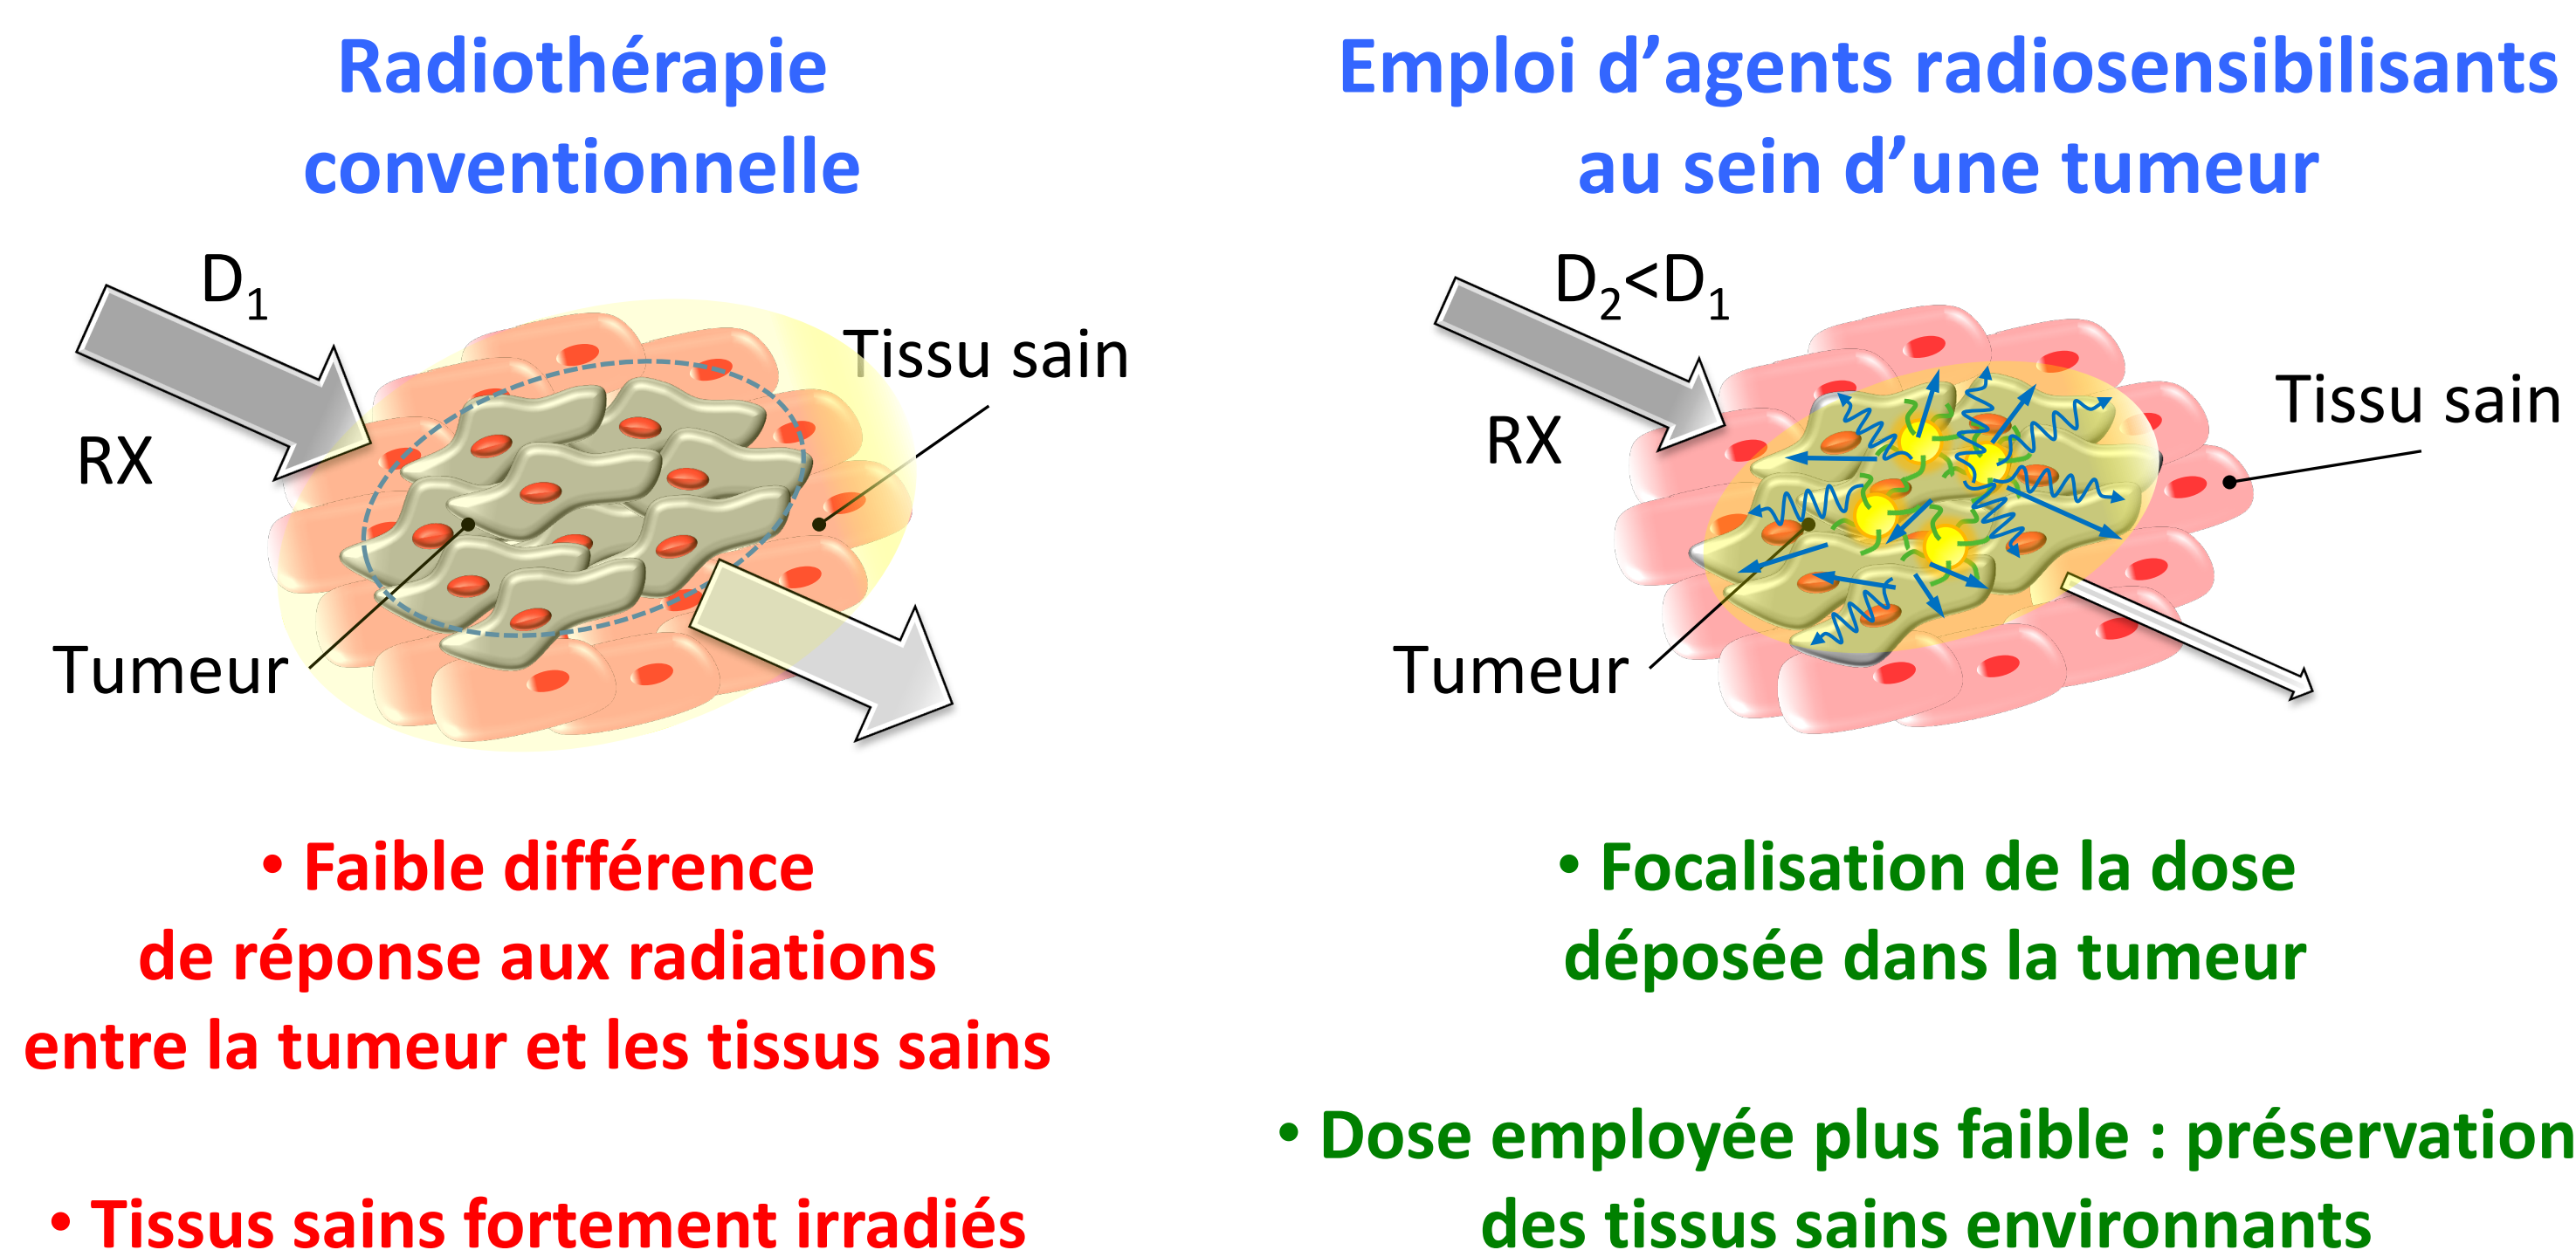 Radiothérapie
conventionnelle
D₁
Tissu sain
RX
Tumeur
• Faible différence
de réponse aux radiations
entre la tumeur et les tissus sains
• Tissus sains fortement irradiés
Emploi d’agents radiosensibilisants
au sein d’une tumeur
D₂<D₁
Tissu sain
RX
Tumeur
• Focalisation de la dose
déposée dans la tumeur
• Dose employée plus faible : préservation
des tissus sains environnants